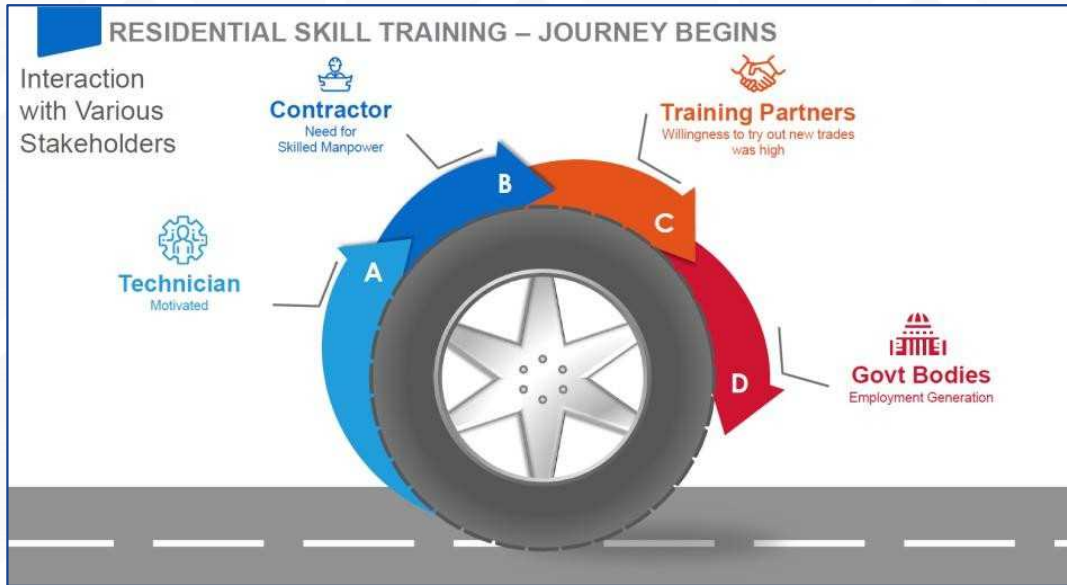 RESIDENTIAL SKILL TRAINING – JOURNEY BEGINS
Interaction
with Various
Stakeholders
Contractor
Need for
Skilled Manpower
Training Partners
Willingness to try out new trades
was high
B
C
A
Technician
Motivated
D
Govt Bodies
Employment Generation